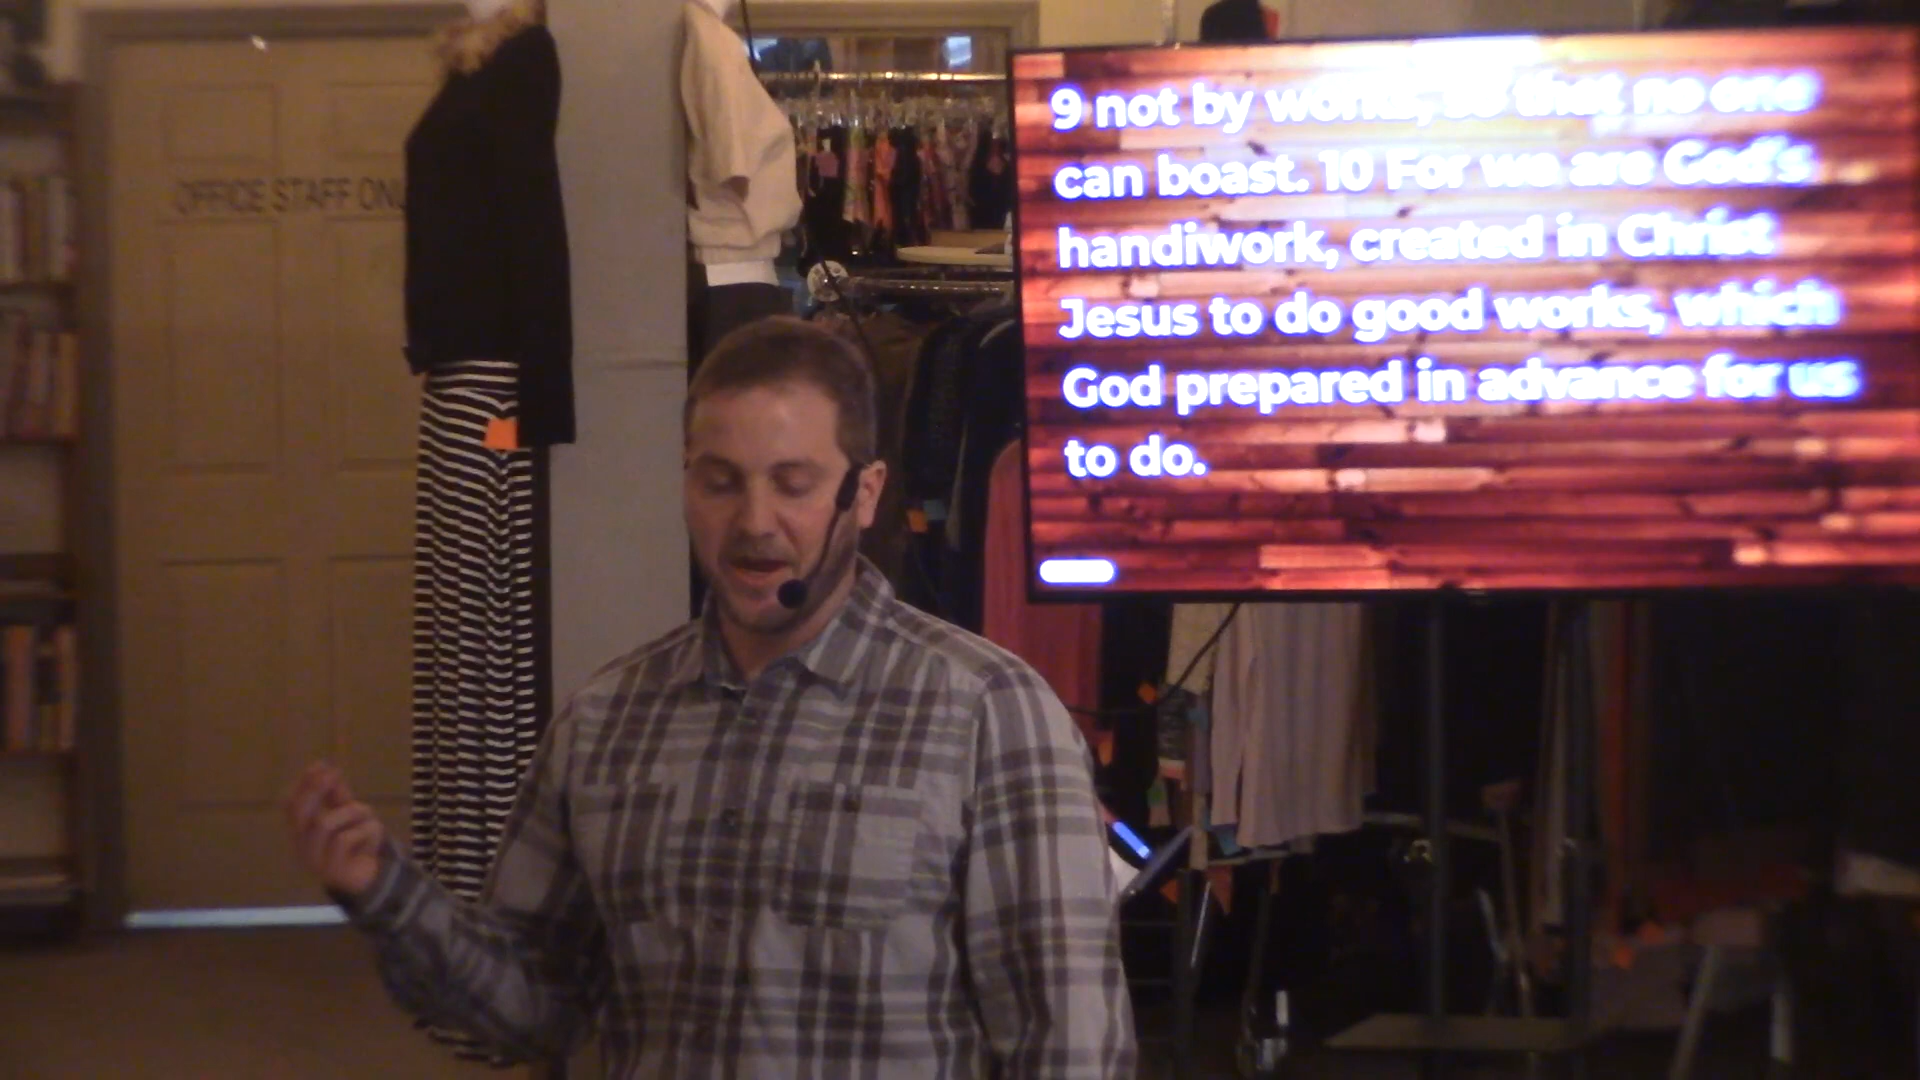 OFFICE STAFF ONL
9 not by works, so that no one
can boast. 10 For we are God's
handiwork, created in Christ
Jesus to do good works, which
God prepared in advance for us
to do.